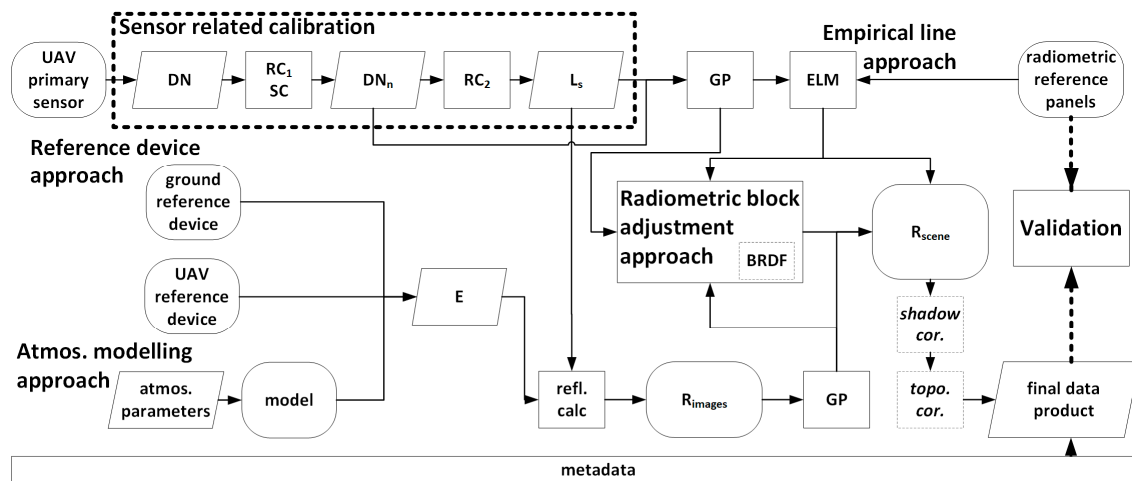 Sensor related calibration
UAV
primary
sensor
DN
RC₁
SC
DNₙ
RC₂
Lₛ
GP
ELM
Empirical line
approach
radiometric
reference
panels
Reference device
approach
ground
reference
device
UAV
reference
device
E
Radiometric block
adjustment
approach
BRDF
Rscene
Validation
shadow
cor.
Atmos. modelling
approach
atmos.
parameters
model
refl.
calc
Rimages
GP
topo.
cor.
final data
product
metadata